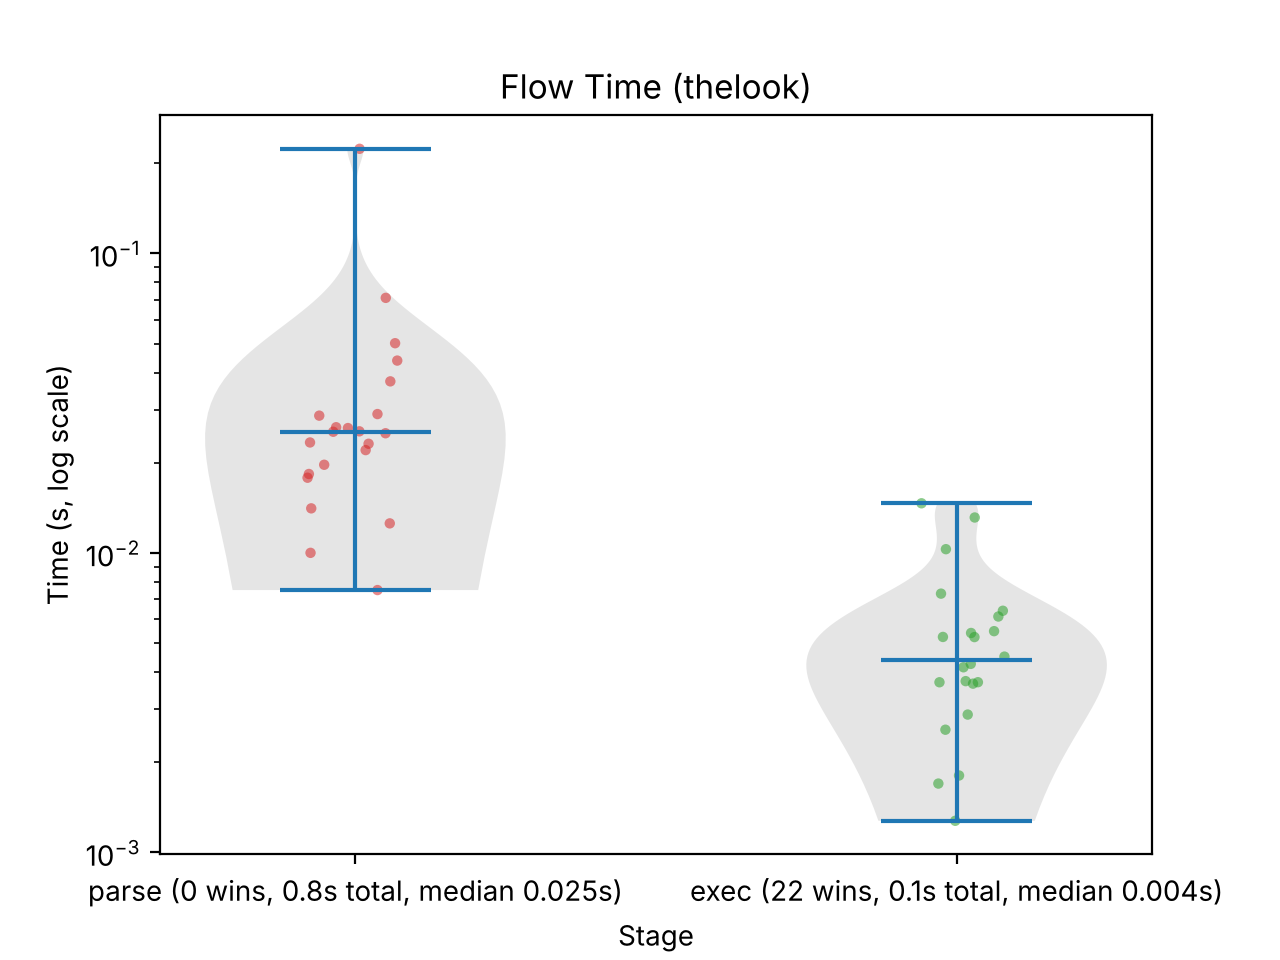 Flow Time (thelook)
Time (s, log scale)
10⁻¹
10⁻²
10⁻³
parse (0 wins, 0.8s total, median 0.025s)
exec (22 wins, 0.1s total, median 0.004s)
Stage